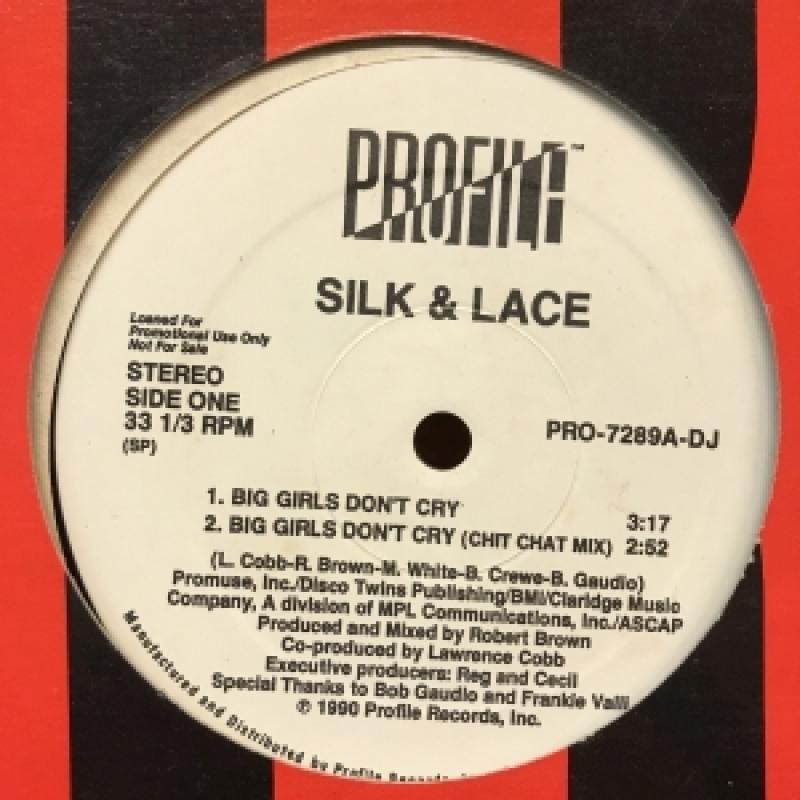 PROFILE™
SILK & LACE
Loaned For
Promotional Use Only
Not For Sale
STEREO
SIDE ONE
33 1/3 RPM
(SP)
PRO-7289A-DJ
1. BIG GIRLS DON'T CRY 3:17
2. BIG GIRLS DON'T CRY (CHIT CHAT MIX) 2:52
(L. Cobb-R. Brown-M. White-B. Crewe-B. Gaudio)
Promuse, Inc./Disco Twins Publishing/BMI/Claridge Music
Company, A division of MPL Communications, Inc./ASCAP
Produced and Mixed by Robert Brown
Co-produced by Lawrence Cobb
Executive producers: Reg and Cecil
Special Thanks to Bob Gaudio and Frankie Valli
℗ 1990 Profile Records, Inc.
Manufactured and Distributed by Profile Records